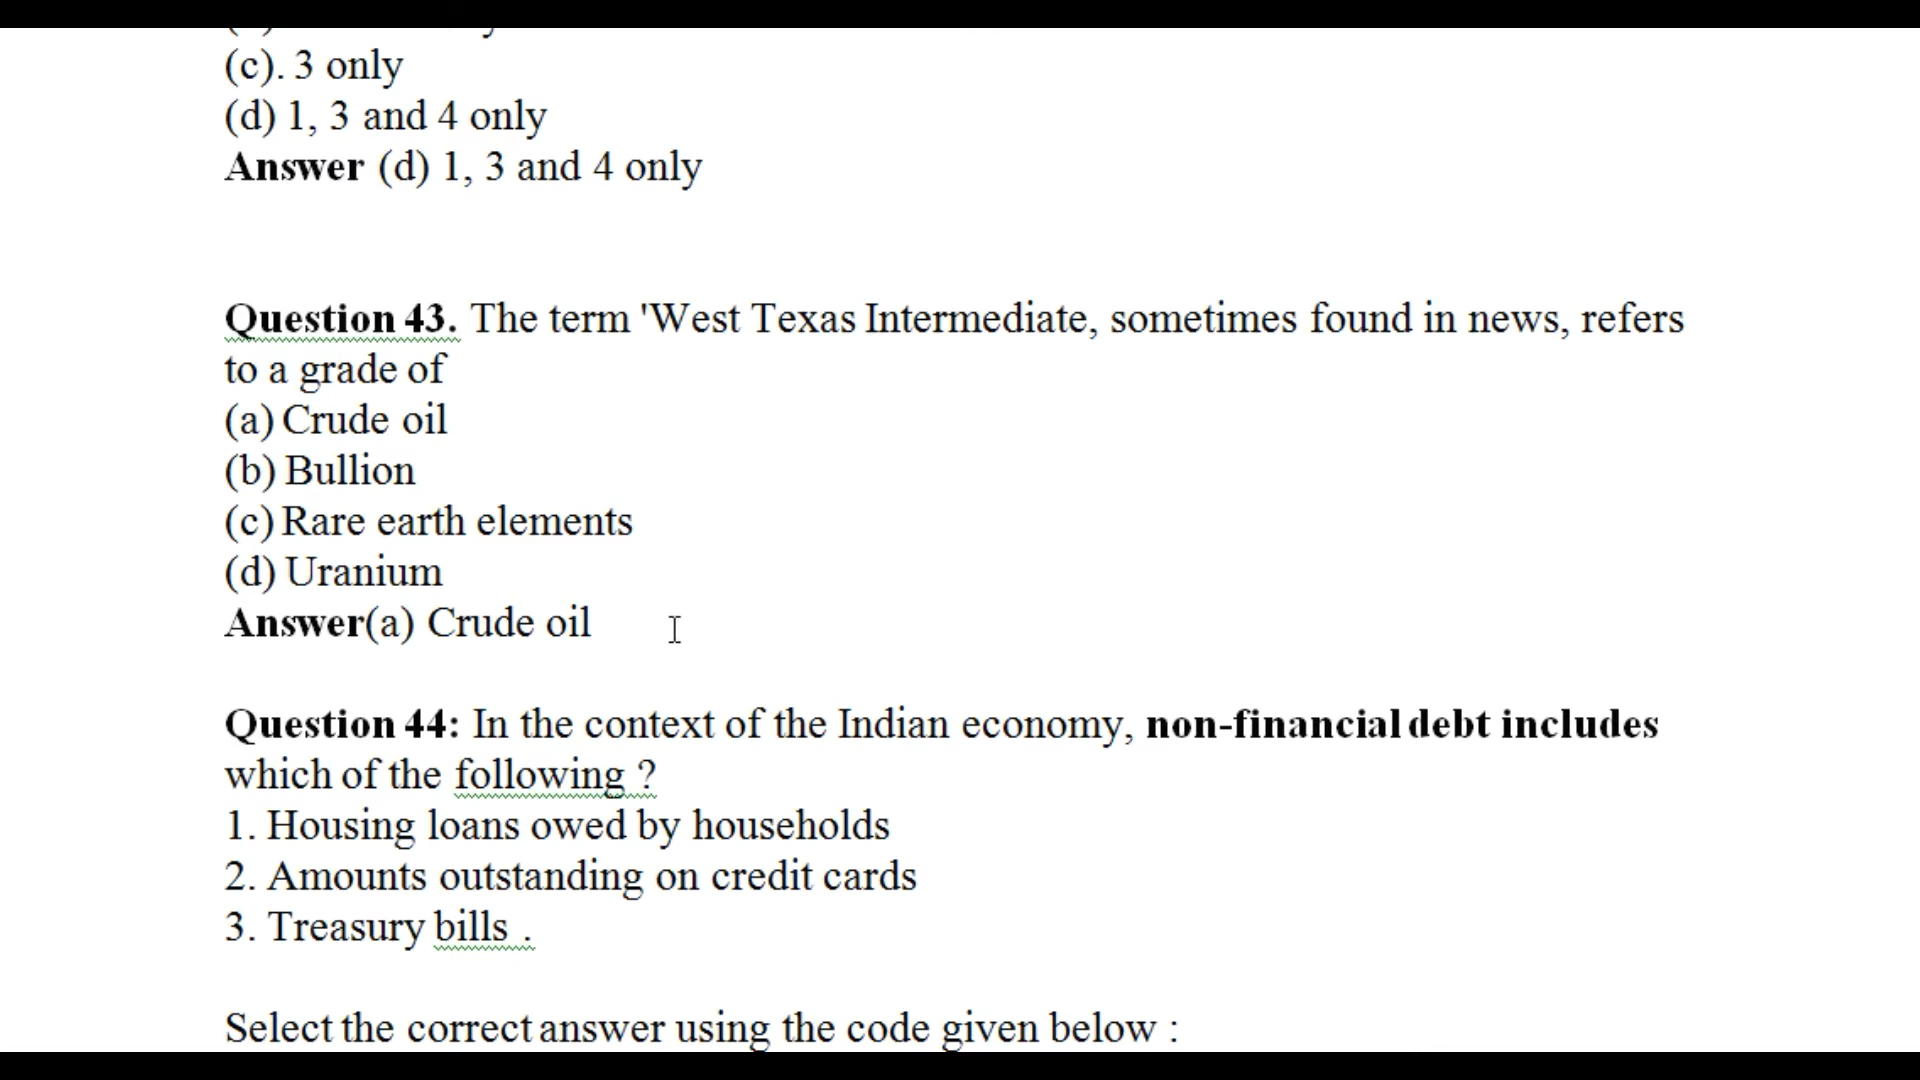 (c). 3 only
(d) 1, 3 and 4 only
Answer (d) 1, 3 and 4 only
Question 43. The term 'West Texas Intermediate, sometimes found in news, refers
to a grade of
(a) Crude oil
(b) Bullion
(c) Rare earth elements
(d) Uranium
Answer(a) Crude oil
Question 44: In the context of the Indian economy, non-financial debt includes
which of the following ?
1. Housing loans owed by households
2. Amounts outstanding on credit cards
3. Treasury bills .
Select the correct answer using the code given below :